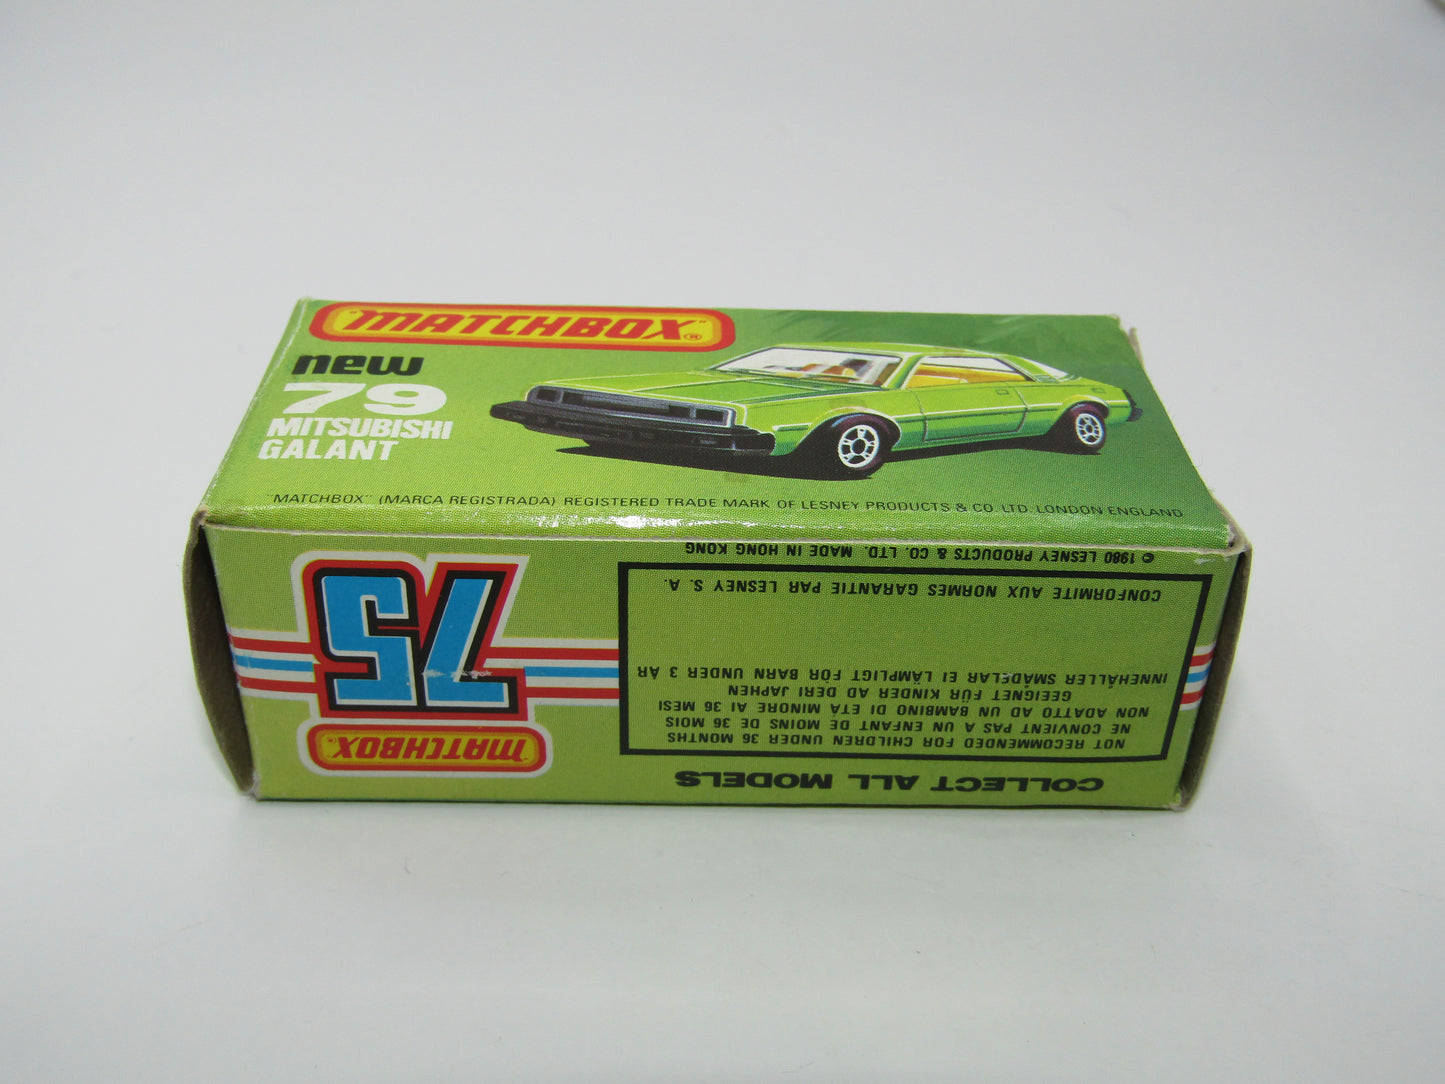 "MATCHBOX"®
new
79
MITSUBISHI
GALANT
"MATCHBOX" (MARCA REGISTRADA) REGISTERED TRADE MARK OF LESNEY PRODUCTS & CO. LTD. LONDON ENGLAND
COLLECT ALL MODELS
NOT RECOMMENDED FOR CHILDREN UNDER 36 MONTHS
NE CONVIENT PAS A UN ENFANT DE MOINS DE 36 MOIS
NON ADATTO AD UN BAMBINO DI ETA MINORE AI 36 MESI
GEEIGNET FÜR KINDER AD DERI JAPHEN
INNEHÅLLER SMÅDELAR EJ LÄMPLIGT FÖR BARN UNDER 3 ÅR
CONFORMITE AUX NORMES GARANTIE PAR LESNEY S. A.
© 1980 LESNEY PRODUCTS & CO. LTD. MADE IN HONG KONG
"MATCHBOX"®
75